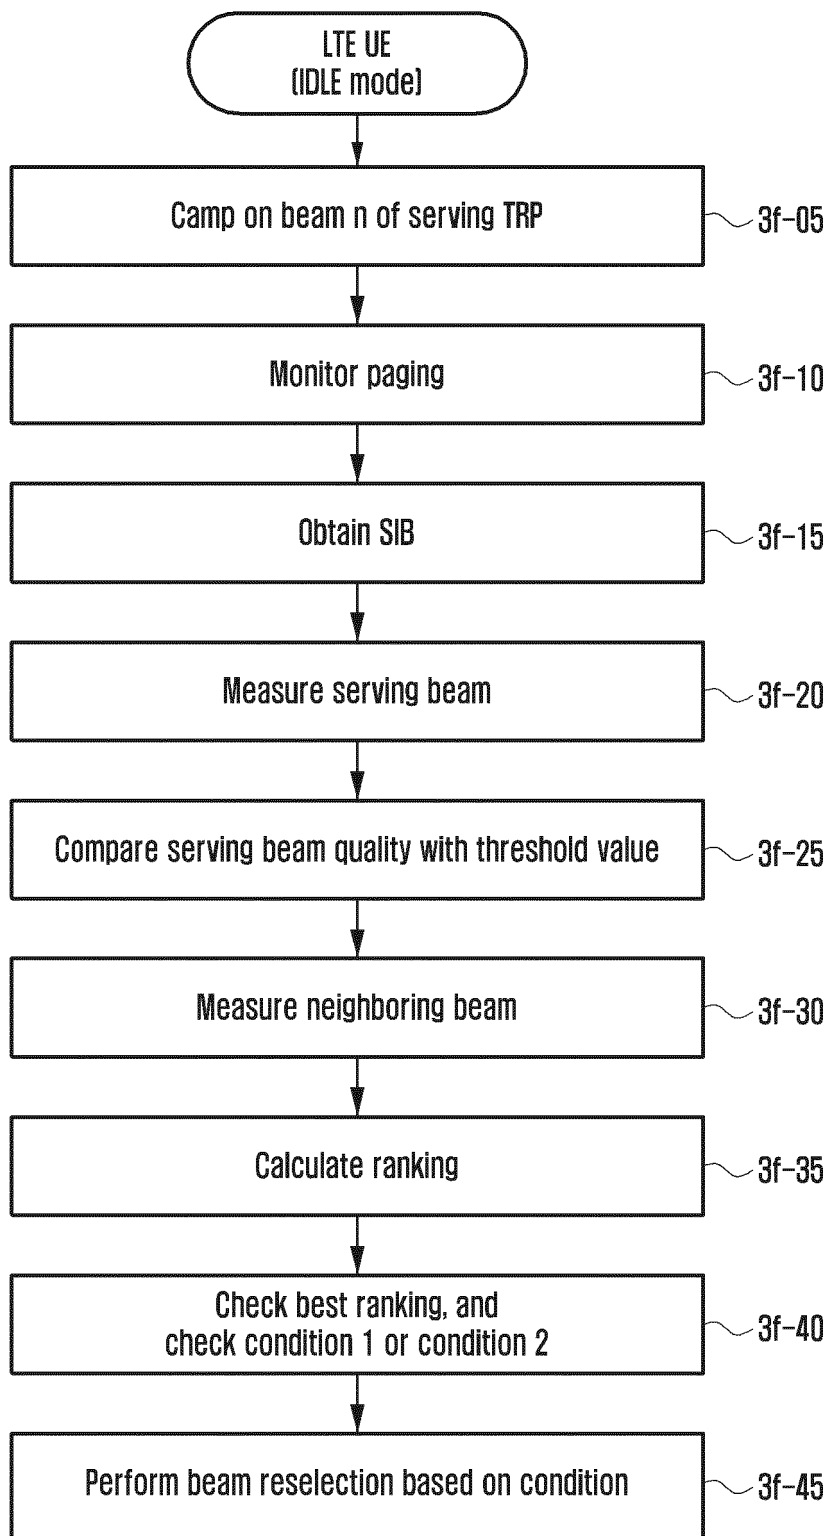 LTE UE
(IDLE mode)
Camp on beam n of serving TRP
3f-05
Monitor paging
3f-10
Obtain SIB
3f-15
Measure serving beam
3f-20
Compare serving beam quality with threshold value
3f-25
Measure neighboring beam
3f-30
Calculate ranking
3f-35
Check best ranking, and
check condition 1 or condition 2
3f-40
Perform beam reselection based on condition
3f-45